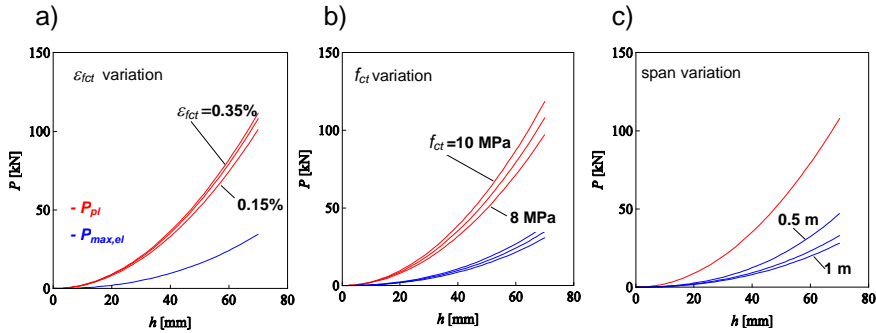 a)
150
100
50
0
0 20 40 60 80
P [kN]
h [mm]
εfct variation
εfct=0.35%
0.15%
- Ppl
- Pmax,el
b)
150
100
50
0
0 20 40 60 80
P [kN]
h [mm]
fct variation
fct=10 MPa
8 MPa
c)
150
100
50
0
0 20 40 60 80
P [kN]
h [mm]
span variation
0.5 m
1 m